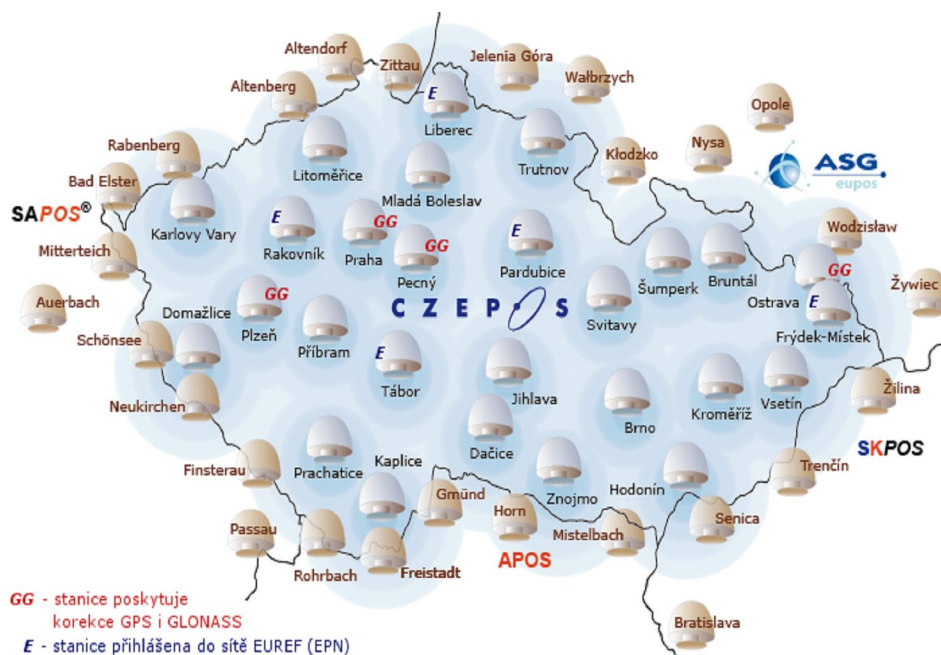 Altendorf
Zittau
Jelenia Góra
Altenberg
E
Wałbrzych
Liberec
Opole
Rabenberg
Litoměřice
Trutnov
Kłodzko
Nysa
ASG
eupos
Bad Elster
Mladá Boleslav
SAPOS®
Karlovy Vary
E
Rakovník
GG
Praha
GG
Pecný
E
Pardubice
Wodzisław
Mitterteich
Šumperk
Bruntál
GG
Ostrava
Żywiec
Auerbach
Domažlice
GG
Plzeň
CZEPOS
Svitavy
E
Frýdek-Místek
Schönsee
Příbram
E
Tábor
Jihlava
Neukirchen
Brno
Kroměříž
Vsetín
Žilina
SKPOS
Finsterau
Prachatice
Kaplice
Dačice
Gmünd
Znojmo
Hodonín
Trenčín
Passau
Horn
Senica
Rohrbach
Freistadt
APOS
Mistelbach
Bratislava
GG - stanice poskytuje
korekce GPS i GLONASS
E - stanice přihlášena do sítě EUREF (EPN)